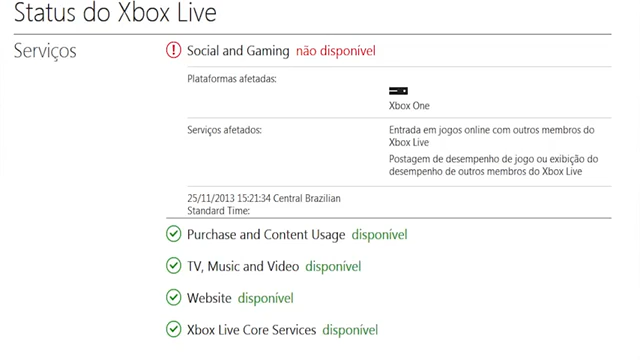 Status do Xbox Live
Serviços
Social and Gaming não disponível
Plataformas afetadas:
Xbox One
Serviços afetados:
Entrada em jogos online com outros membros do
Xbox Live
Postagem de desempenho de jogo ou exibição do
desempenho de outros membros do Xbox Live
25/11/2013 15:21:34 Central Brazilian
Standard Time:
Purchase and Content Usage disponível
TV, Music and Video disponível
Website disponível
Xbox Live Core Services disponível